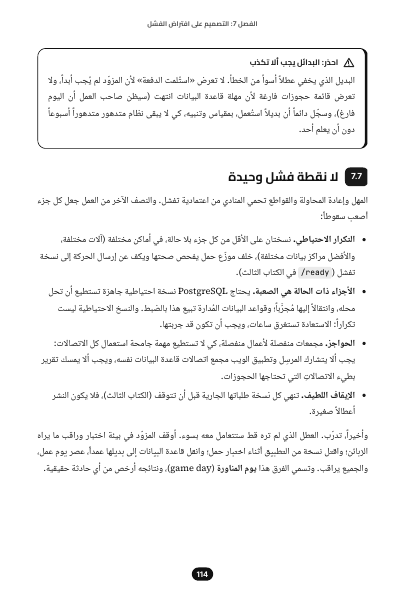 الفصل 7: التصميم على افتراض الفشل
احذر: البدائل يجب ألا تكذب
البديل الذي يخفي عطلاً أسوأ من الخطأ. لا تعرض «استُلمت الدفعة» لأن المزوّد لم يُجب أبداً، ولا
تعرض قائمة حجوزات فارغة لأن مهلة قاعدة البيانات انتهت (سيظن صاحب العمل أن اليوم
فارغ)، وسجّل دائماً أن بديلاً استُعمل، بمقياس وتنبيه، كي لا يبقى نظام متدهور متدهوراً أسبوعاً
دون أن يعلم أحد.
7.7 لا نقطة فشل وحيدة
المهل وإعادة المحاولة والقواطع تحمي المنادي من اعتمادية تفشل. والنصف الآخر من العمل جعل كل جزء
أصعب سقوطاً:
• التكرار الاحتياطي. نسختان على الأقل من كل جزء بلا حالة، في أماكن مختلفة (آلات مختلفة،
والأفضل مراكز بيانات مختلفة)، خلف موزّع حمل يفحص صحتها ويكف عن إرسال الحركة إلى نسخة
تفشل (/ready في الكتاب الثالث).
• الأجزاء ذات الحالة هي الصعبة. يحتاج PostgreSQL نسخة احتياطية جاهزة تستطيع أن تحل
محله، وانتقالاً إليها مُجرَّباً؛ وقواعد البيانات المُدارة تبيع هذا بالضبط. والنسخ الاحتياطية ليست
تكراراً: الاستعادة تستغرق ساعات، ويجب أن تكون قد جربتها.
• الحواجز. مجمعات منفصلة لأعمال منفصلة، كي لا تستطيع مهمة جامحة استعمال كل الاتصالات:
يجب ألا يتشارك المرسِل وتطبيق الويب مجمع اتصالات قاعدة البيانات نفسه، ويجب ألا يمسك تقرير
بطيء الاتصالات التي تحتاجها الحجوزات.
• الإيقاف اللطيف. تنهي كل نسخة طلباتها الجارية قبل أن تتوقف (الكتاب الثالث)، فلا يكون النشر
أعطالاً صغيرة.
وأخيراً، تدرّب. العطل الذي لم تره قط ستتعامل معه بسوء. أوقف المزوّد في بيئة اختبار وراقب ما يراه
الزبائن؛ واقتل نسخة من التطبيق أثناء اختبار حمل؛ وانقل قاعدة البيانات إلى بديلها عمداً، عصر يوم عمل،
والجميع يراقب. وتسمي الفرق هذا يوم المناورة (game day)، ونتائجه أرخص من أي حادثة حقيقية.
114